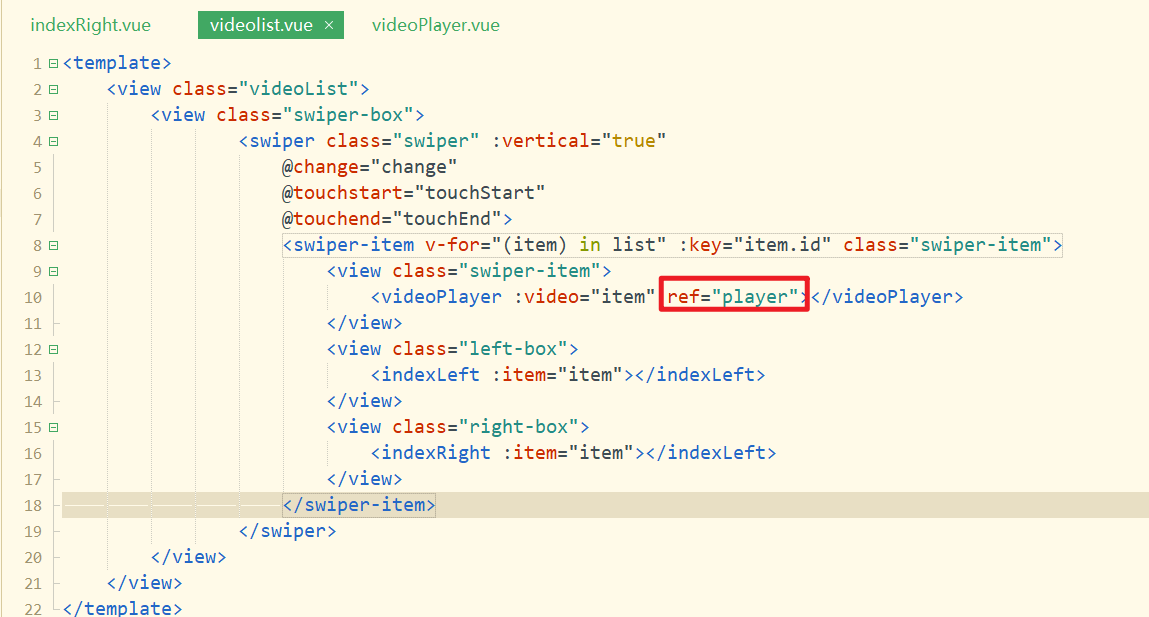 indexRight.vue videolist.vue × videoPlayer.vue
1 <template>
2 <view class="videoList">
3 <view class="swiper-box">
4 <swiper class="swiper" :vertical="true"
5 @change="change"
6 @touchstart="touchStart"
7 @touchend="touchEnd">
8 <swiper-item v-for="(item) in list" :key="item.id" class="swiper-item">
9 <view class="swiper-item">
10 <videoPlayer :video="item" ref="player"></videoPlayer>
11 </view>
12 <view class="left-box">
13 <indexLeft :item="item"></indexLeft>
14 </view>
15 <view class="right-box">
16 <indexRight :item="item"></indexLeft>
17 </view>
18 </swiper-item>
19 </swiper>
20 </view>
21 </view>
22 </template>